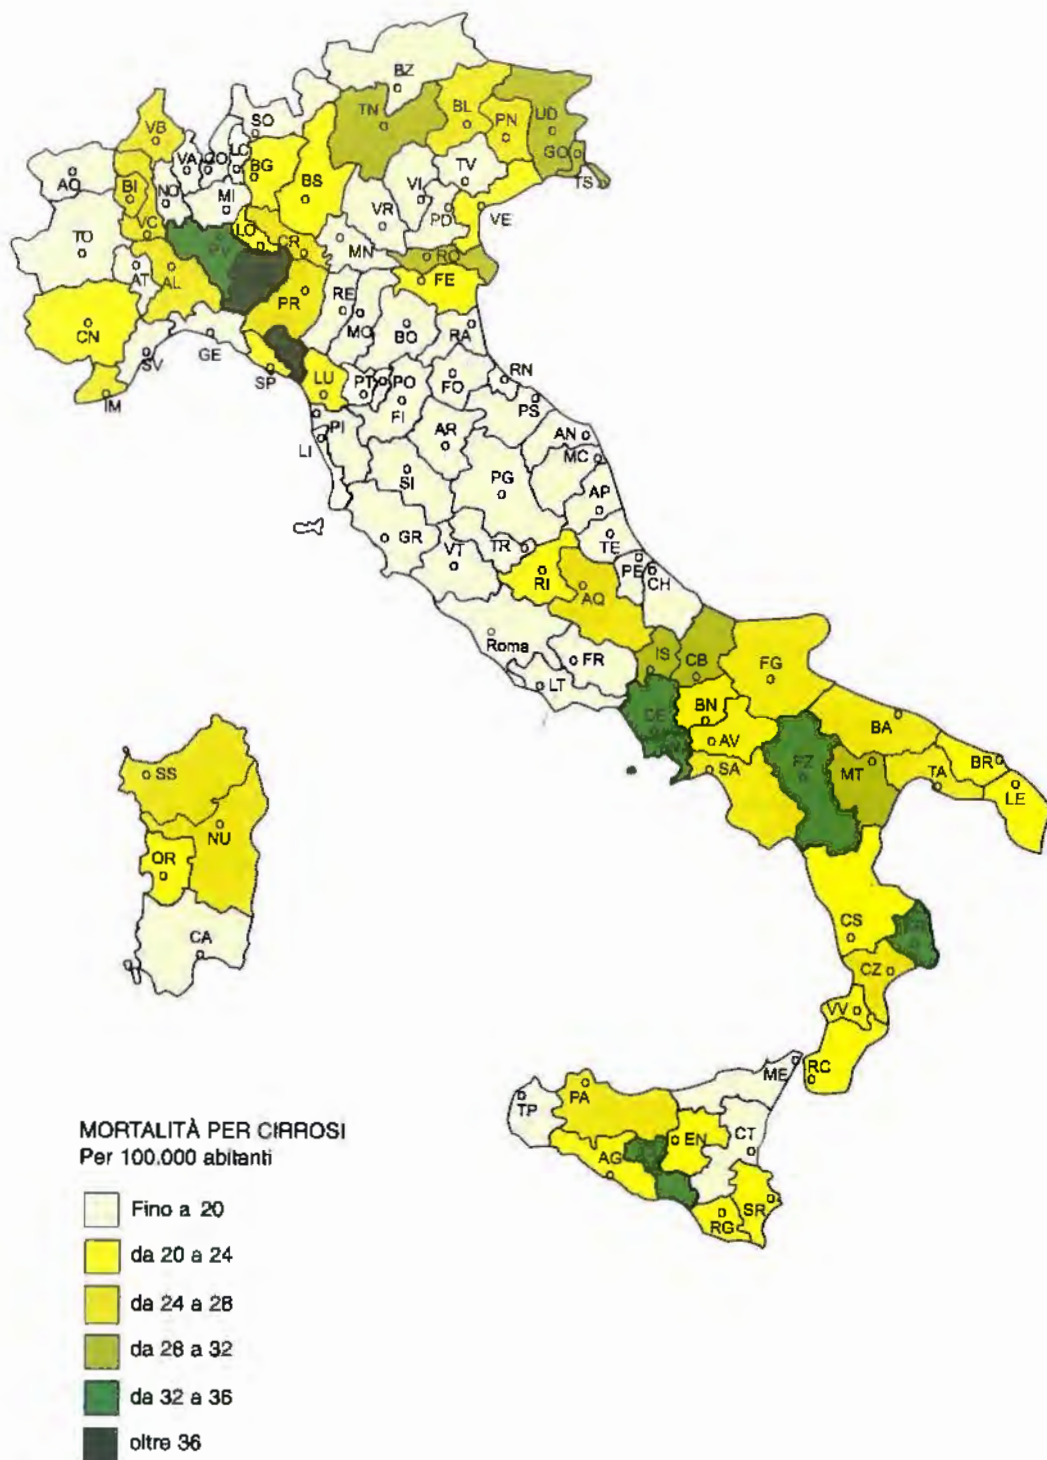 BZ
TN
BL
PN
UD
GO
TS
SO
VB
VA
CO
LC
BG
BS
TV
VI
AO
BI
NO
MI
VR
PD
VE
VC
TO
LO
CR
MN
RO
PV
AT
AL
PR
FE
RE
MO
BO
RA
CN
GE
SV
SP
LU
PT
PO
FO
RN
IM
PS
FI
PI
AR
AN
LI
MC
SI
PG
AP
GR
VT
TR
TE
PE
CH
RI
AQ
Roma
FR
IS
CB
FG
LT
BN
BA
AV
SA
PZ
MT
TA
BR
LE
SS
NU
OR
CA
CS
CZ
VV
RC
ME
PA
TP
EN
CT
AG
SR
RG
MORTALITÀ PER CIRROSI
Per 100.000 abitanti
Fino a 20
da 20 a 24
da 24 a 28
da 28 a 32
da 32 a 36
oltre 36